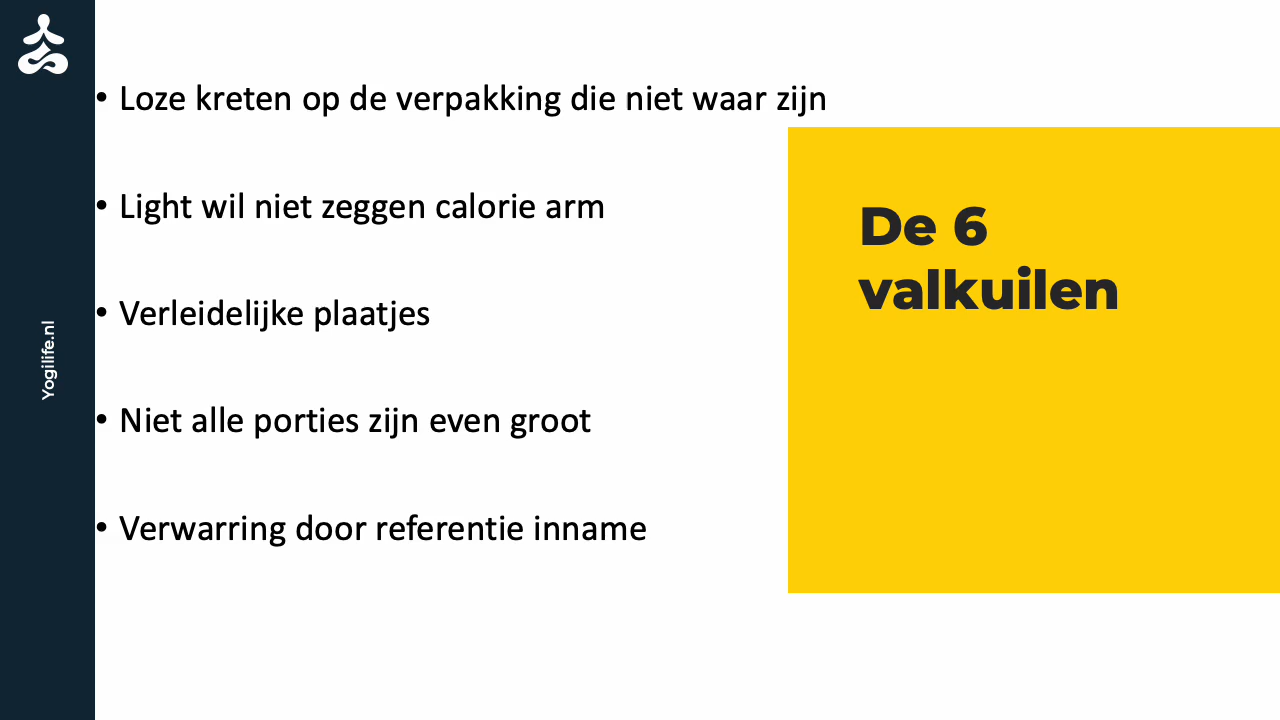 • Loze kreten op de verpakking die niet waar zijn
• Light wil niet zeggen calorie arm
• Verleidelijke plaatjes
• Niet alle porties zijn even groot
• Verwarring door referentie inname
De 6
valkuilen
Yogilife.nl